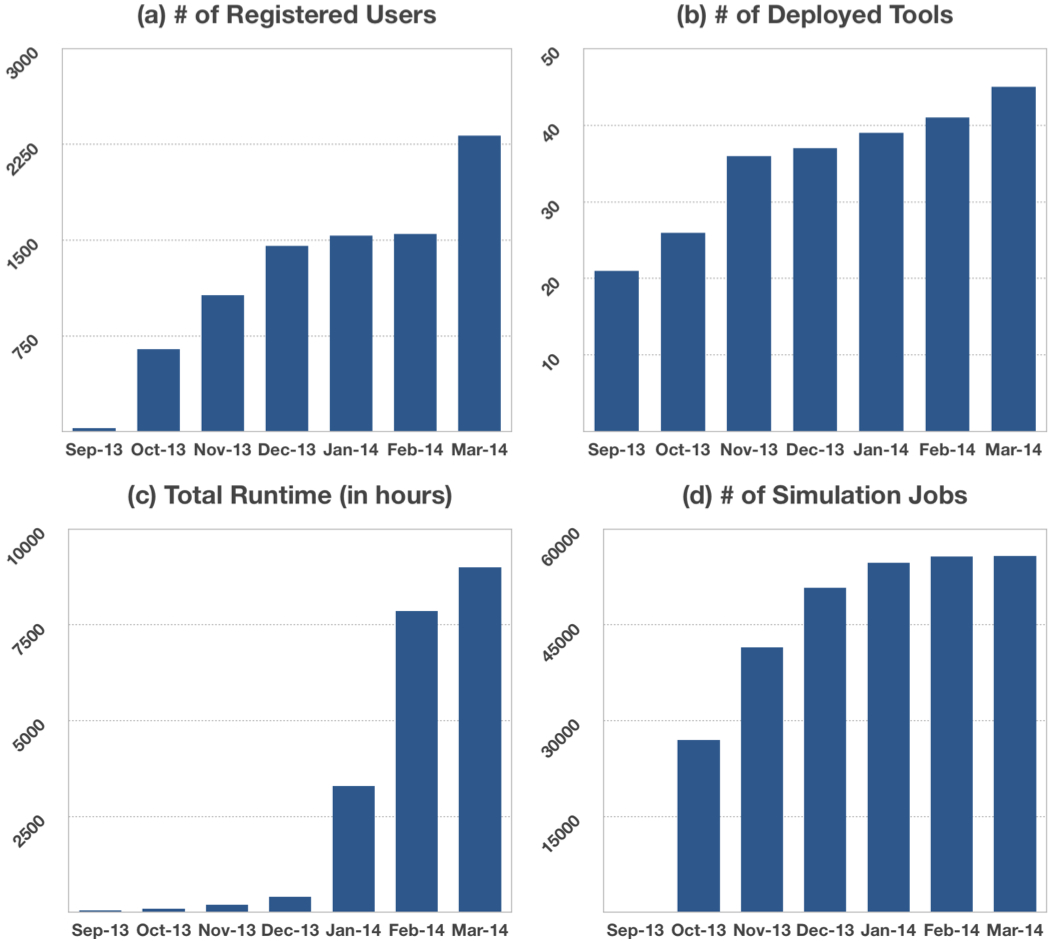 (a) # of Registered Users
3000
2250
1500
750
Sep-13 Oct-13 Nov-13 Dec-13 Jan-14 Feb-14 Mar-14
(b) # of Deployed Tools
50
40
30
20
10
Sep-13 Oct-13 Nov-13 Dec-13 Jan-14 Feb-14 Mar-14
(c) Total Runtime (in hours)
10000
7500
5000
2500
Sep-13 Oct-13 Nov-13 Dec-13 Jan-14 Feb-14 Mar-14
(d) # of Simulation Jobs
60000
45000
30000
15000
Sep-13 Oct-13 Nov-13 Dec-13 Jan-14 Feb-14 Mar-14